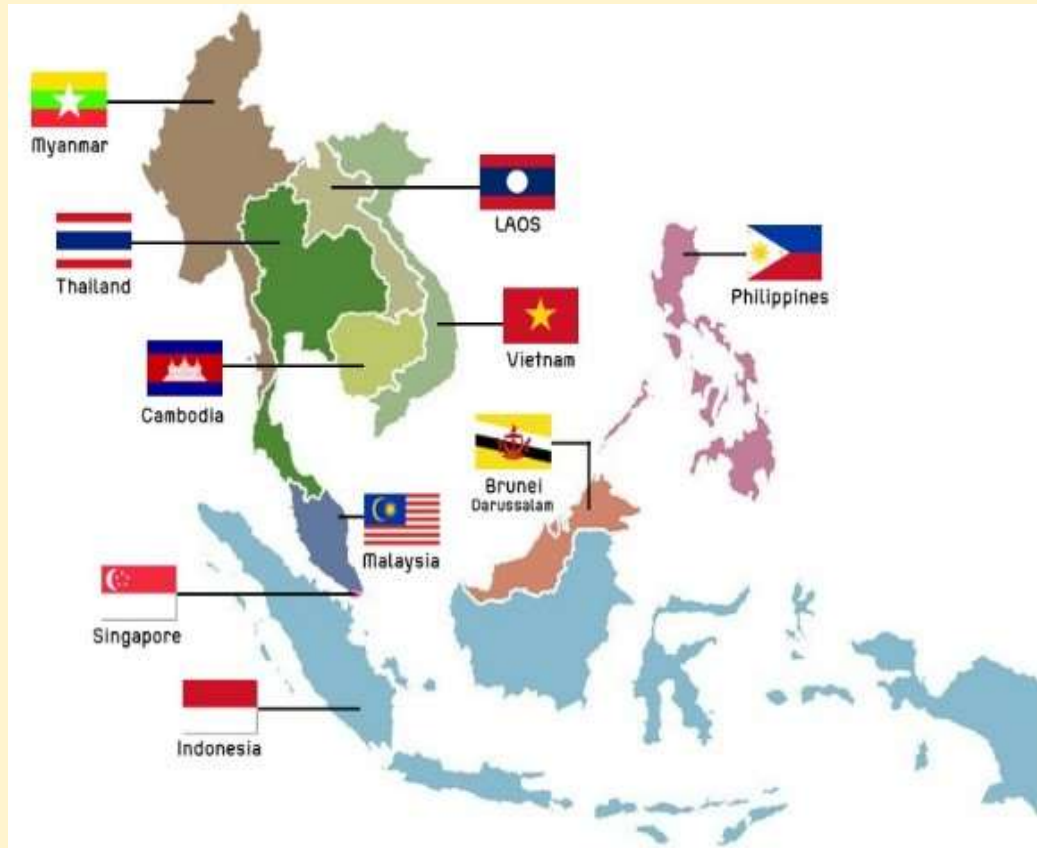 Myanmar
LAOS
Thailand
Philippines
Vietnam
Cambodia
Brunei
Darussalam
Malaysia
Singapore
Indonesia